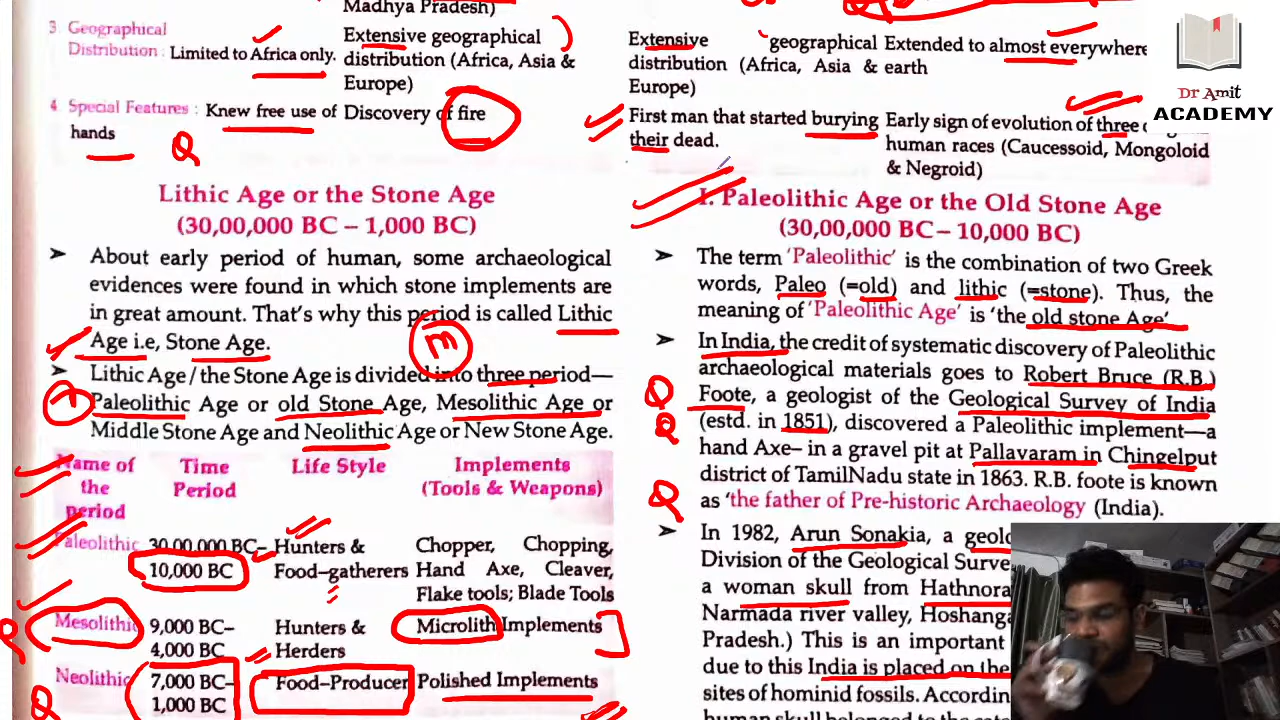 Madhya Pradesh)
3. Geographical
Distribution : Limited to Africa only.
Extensive geographical
distribution (Africa, Asia &
Europe)
4 Special Features : Knew free use of
hands
Discovery of fire
Q
Lithic Age or the Stone Age
(30,00,000 BC – 1,000 BC)
➤ About early period of human, some archaeological
evidences were found in which stone implements are
in great amount. That's why this period is called Lithic
Age i.e, Stone Age.
m
➤ Lithic Age / the Stone Age is divided into three period—
Paleolithic Age or old Stone Age, Mesolithic Age or
Middle Stone Age and Neolithic Age or New Stone Age.
Name of the period Time Period Life Style Implements (Tools & Weapons)
Paleolithic 30,00,000 BC– Hunters & Chopper, Chopping,
10,000 BC Food–gatherers Hand Axe, Cleaver,
Flake tools; Blade Tools
Mesolithic 9,000 BC– Hunters & Microlith Implements
4,000 BC Herders
Neolithic 7,000 BC– Food–Producer Polished Implements
1,000 BC
Extensive geographical
distribution (Africa, Asia &
Europe)
Extended to almost everywhere
earth
First man that started burying
their dead.
Early sign of evolution of three
human races (Caucessoid, Mongoloid
& Negroid)
I. Paleolithic Age or the Old Stone Age
(30,00,000 BC – 10,000 BC)
➤ The term 'Paleolithic' is the combination of two Greek
words, Paleo (=old) and lithic (=stone). Thus, the
meaning of 'Paleolithic Age' is 'the old stone Age'.
➤ In India, the credit of systematic discovery of Paleolithic
archaeological materials goes to Robert Bruce (R.B.)
Q Foote, a geologist of the Geological Survey of India
Q (estd. in 1851), discovered a Paleolithic implement—a
hand Axe– in a gravel pit at Pallavaram in Chingelput
district of TamilNadu state in 1863. R.B. foote is known
Q as 'the father of Pre-historic Archaeology (India).
➤ In 1982, Arun Sonakia, a
Division of the Geological
a woman skull from
Narmada river valley,
Pradesh.) This is an important
due to this India is placed on the
sites of hominid fossils.
Dr Amit
ACADEMY